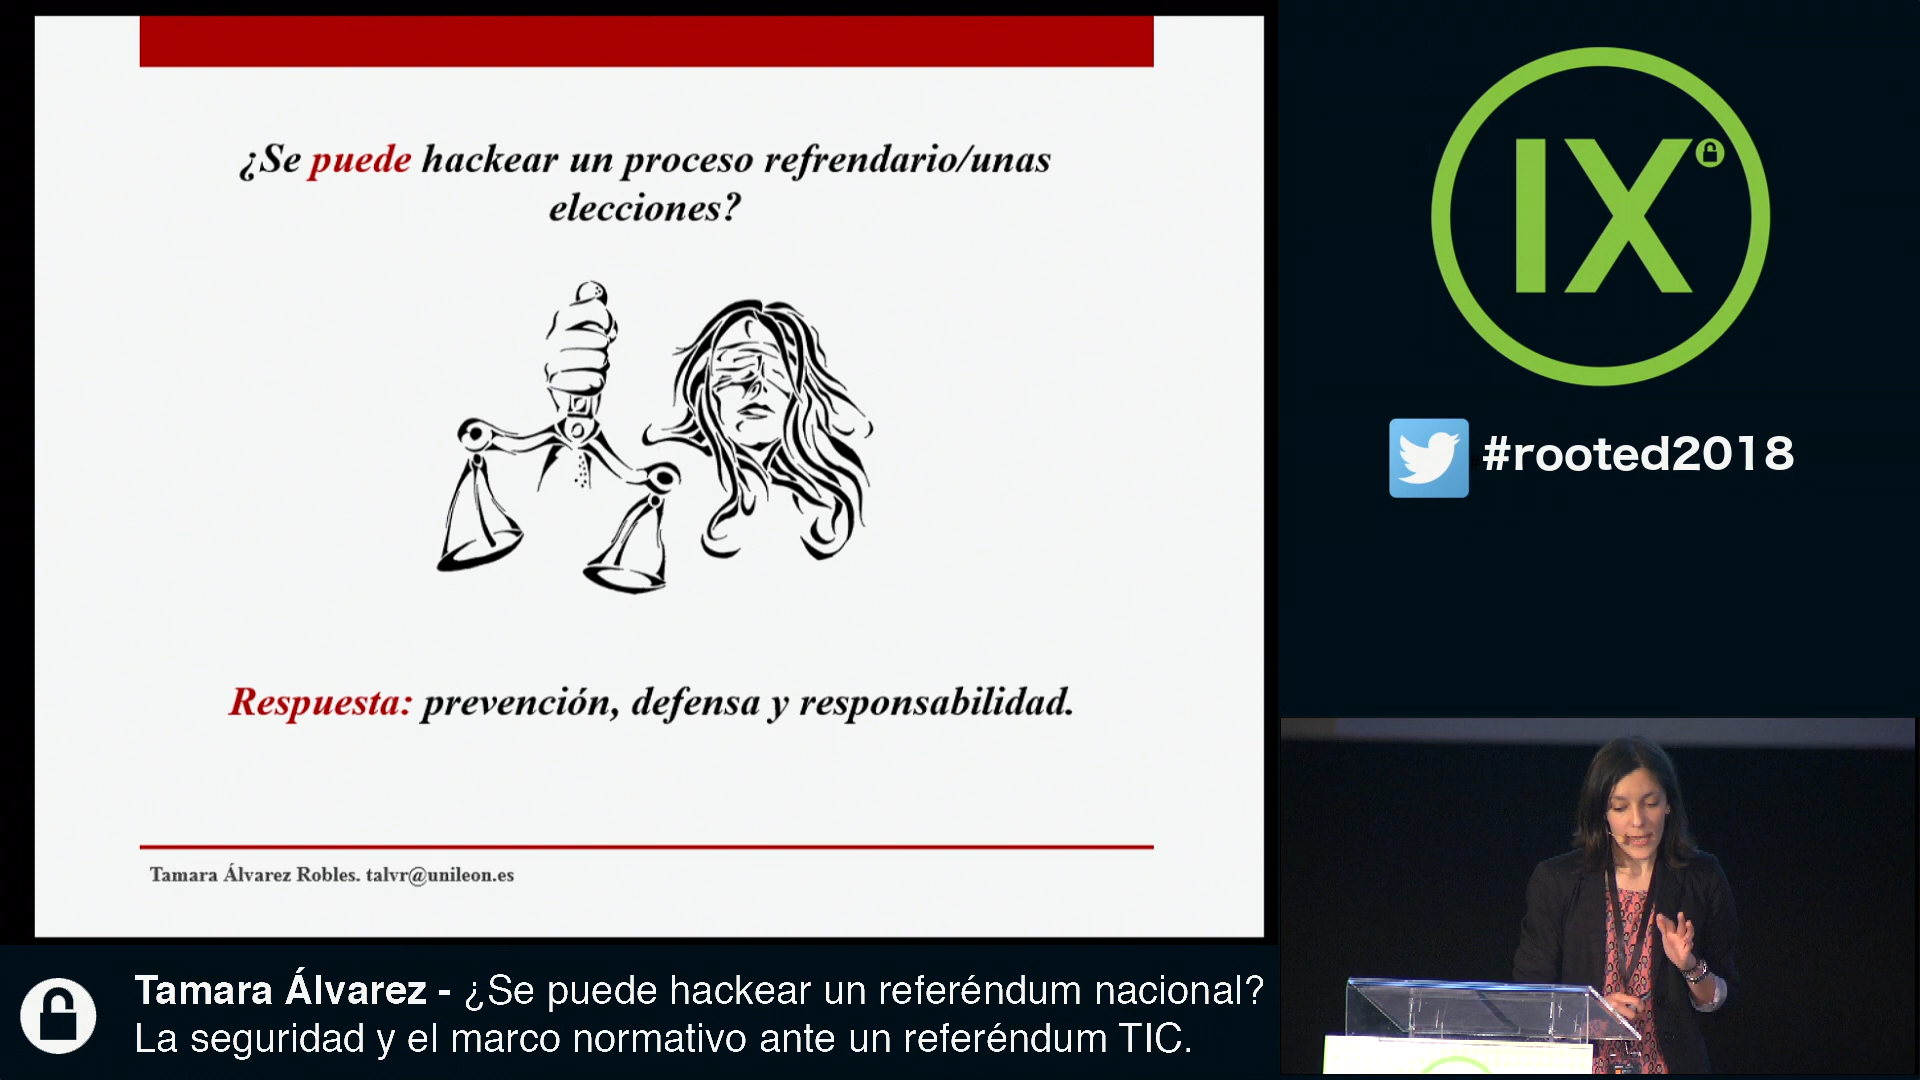 ¿Se puede hackear un proceso refrendario/unas
elecciones?
Respuesta: prevención, defensa y responsabilidad.
Tamara Álvarez Robles. talvr@unileon.es
IX
#rooted2018
Tamara Álvarez - ¿Se puede hackear un referéndum nacional?
La seguridad y el marco normativo ante un referéndum TIC.